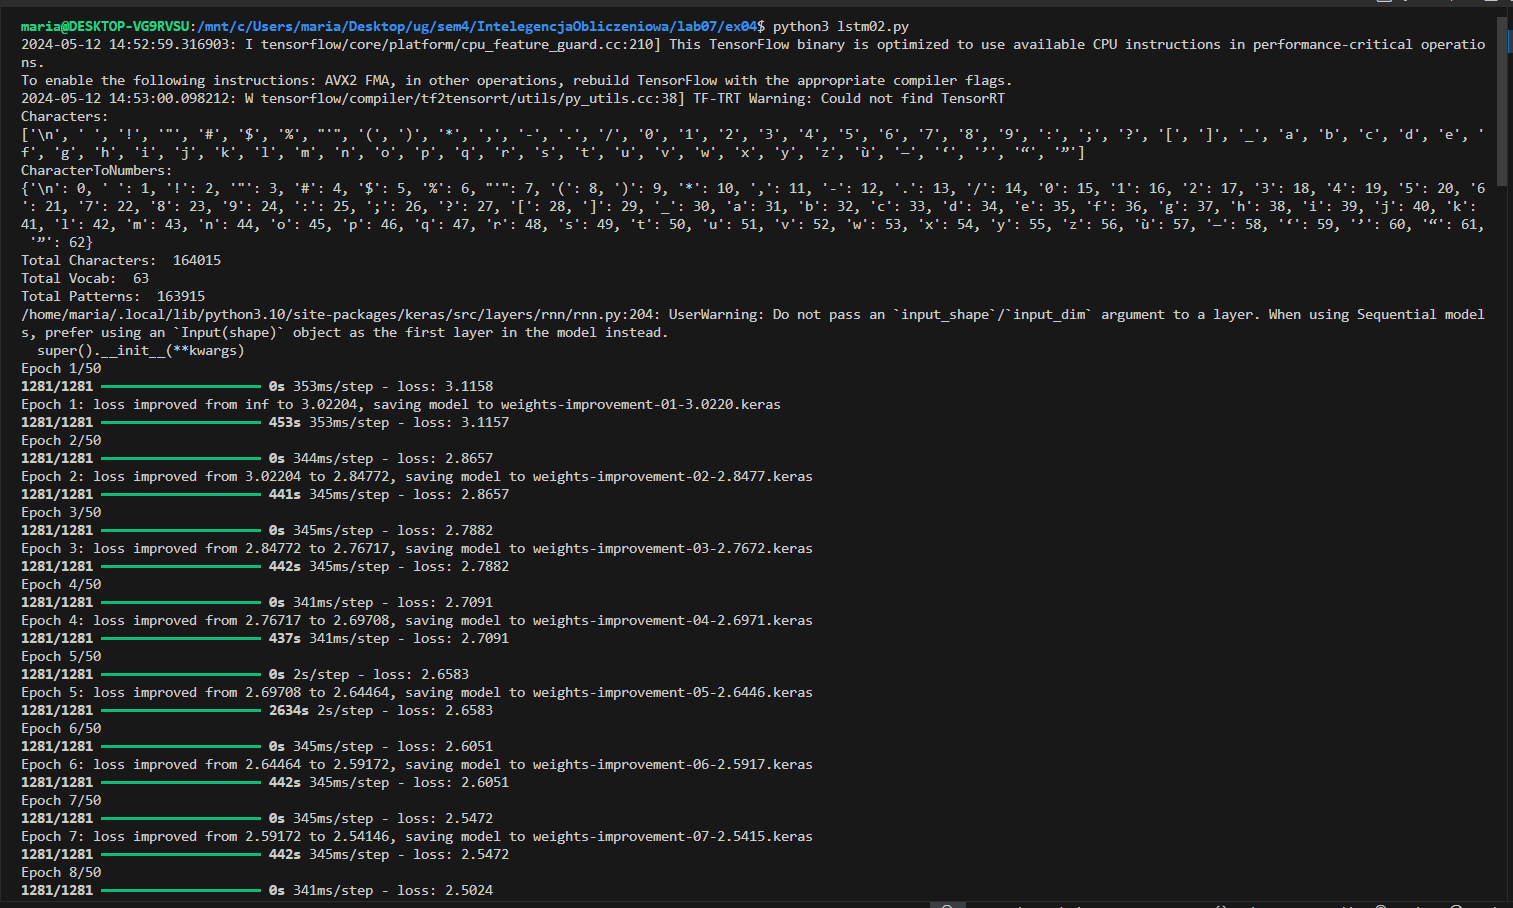 maria@DESKTOP-VG9RVSU:/mnt/c/Users/maria/Desktop/ug/sem4/IntelegencjaObliczeniowa/lab07/ex04$ python3 lstm02.py
2024-05-12 14:52:59.316903: I tensorflow/core/platform/cpu_feature_guard.cc:210] This TensorFlow binary is optimized to use available CPU instructions in performance-critical operatio
ns.
To enable the following instructions: AVX2 FMA, in other operations, rebuild TensorFlow with the appropriate compiler flags.
2024-05-12 14:53:00.098212: W tensorflow/compiler/tf2tensorrt/utils/py_utils.cc:38] TF-TRT Warning: Could not find TensorRT
Characters:
['\n', ' ', '!', '"', '#', '$', '%', "'", '(', ')', '*', ',', '-', '.', '/', '0', '1', '2', '3', '4', '5', '6', '7', '8', '9', ':', ';', '?', '[', ']', '_', 'a', 'b', 'c', 'd', 'e', '
f', 'g', 'h', 'i', 'j', 'k', 'l', 'm', 'n', 'o', 'p', 'q', 'r', 's', 't', 'u', 'v', 'w', 'x', 'y', 'z', 'ù', '—', '‘', '’', '“', '”']
CharacterToNumbers:
{'\n': 0, ' ': 1, '!': 2, '"': 3, '#': 4, '$': 5, '%': 6, "'": 7, '(': 8, ')': 9, '*': 10, ',': 11, '-': 12, '.': 13, '/': 14, '0': 15, '1': 16, '2': 17, '3': 18, '4': 19, '5': 20, '6
': 21, '7': 22, '8': 23, '9': 24, ':': 25, ';': 26, '?': 27, '[': 28, ']': 29, '_': 30, 'a': 31, 'b': 32, 'c': 33, 'd': 34, 'e': 35, 'f': 36, 'g': 37, 'h': 38, 'i': 39, 'j': 40, 'k':
41, 'l': 42, 'm': 43, 'n': 44, 'o': 45, 'p': 46, 'q': 47, 'r': 48, 's': 49, 't': 50, 'u': 51, 'v': 52, 'w': 53, 'x': 54, 'y': 55, 'z': 56, 'ù': 57, '—': 58, '‘': 59, '’': 60, '“': 61,
'”': 62}
Total Characters:  164015
Total Vocab:  63
Total Patterns:  163915
/home/maria/.local/lib/python3.10/site-packages/keras/src/layers/rnn/rnn.py:204: UserWarning: Do not pass an `input_shape`/`input_dim` argument to a layer. When using Sequential model
s, prefer using an `Input(shape)` object as the first layer in the model instead.
  super().__init__(**kwargs)
Epoch 1/50
1281/1281 0s 353ms/step - loss: 3.1158
Epoch 1: loss improved from inf to 3.02204, saving model to weights-improvement-01-3.0220.keras
1281/1281 453s 353ms/step - loss: 3.1157
Epoch 2/50
1281/1281 0s 344ms/step - loss: 2.8657
Epoch 2: loss improved from 3.02204 to 2.84772, saving model to weights-improvement-02-2.8477.keras
1281/1281 441s 345ms/step - loss: 2.8657
Epoch 3/50
1281/1281 0s 345ms/step - loss: 2.7882
Epoch 3: loss improved from 2.84772 to 2.76717, saving model to weights-improvement-03-2.7672.keras
1281/1281 442s 345ms/step - loss: 2.7882
Epoch 4/50
1281/1281 0s 341ms/step - loss: 2.7091
Epoch 4: loss improved from 2.76717 to 2.69708, saving model to weights-improvement-04-2.6971.keras
1281/1281 437s 341ms/step - loss: 2.7091
Epoch 5/50
1281/1281 0s 2s/step - loss: 2.6583
Epoch 5: loss improved from 2.69708 to 2.64464, saving model to weights-improvement-05-2.6446.keras
1281/1281 2634s 2s/step - loss: 2.6583
Epoch 6/50
1281/1281 0s 345ms/step - loss: 2.6051
Epoch 6: loss improved from 2.64464 to 2.59172, saving model to weights-improvement-06-2.5917.keras
1281/1281 442s 345ms/step - loss: 2.6051
Epoch 7/50
1281/1281 0s 345ms/step - loss: 2.5472
Epoch 7: loss improved from 2.59172 to 2.54146, saving model to weights-improvement-07-2.5415.keras
1281/1281 442s 345ms/step - loss: 2.5472
Epoch 8/50
1281/1281 0s 341ms/step - loss: 2.5024